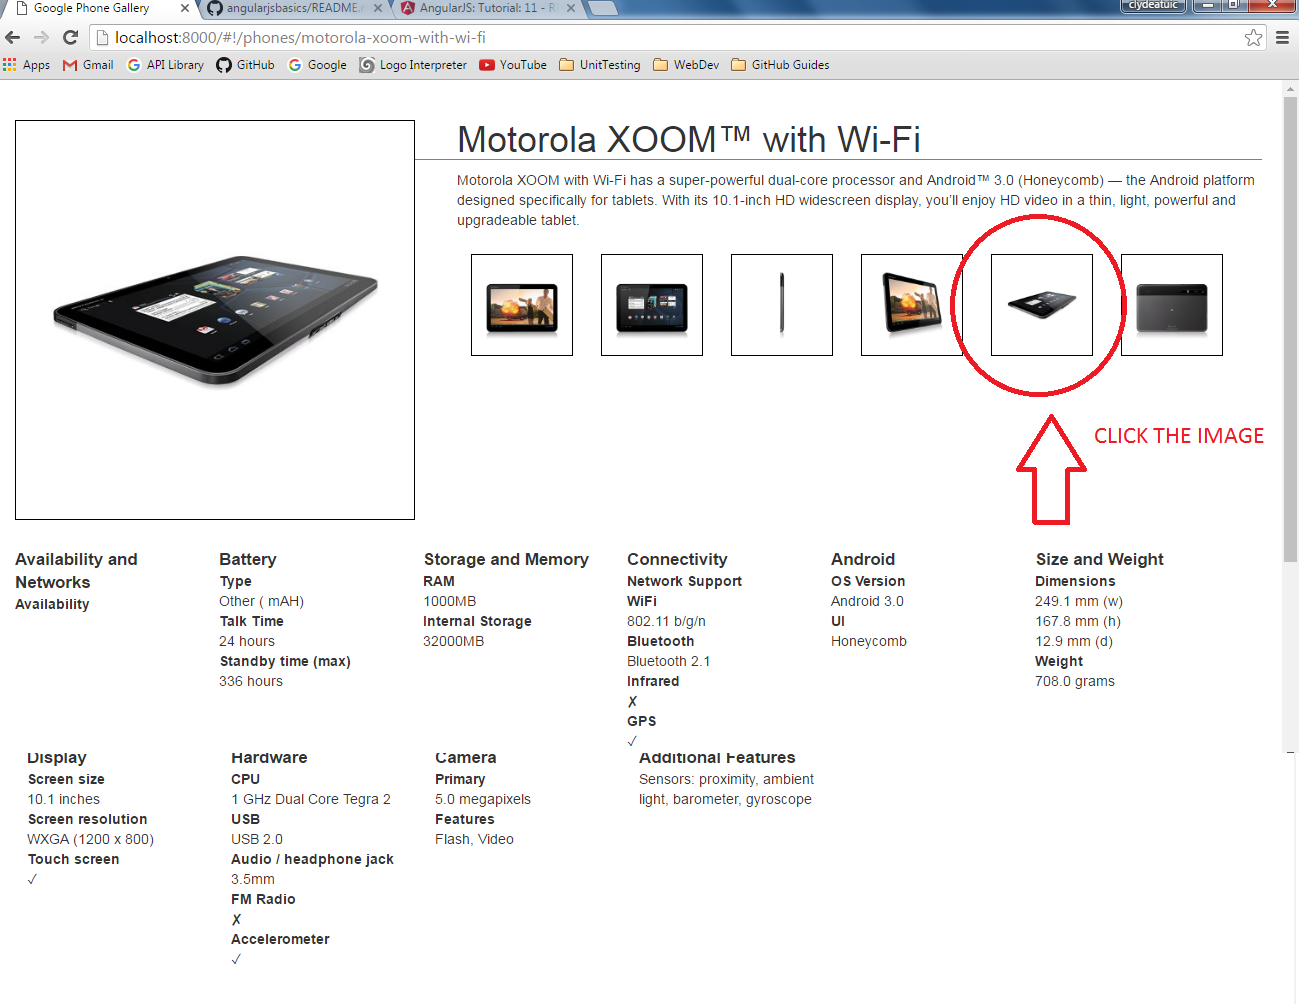 Google Phone Gallery
angularjsbasics/README.
AngularJS: Tutorial: 11 - R
clydeatuic
localhost:8000/#!/phones/motorola-xoom-with-wi-fi
Apps Gmail API Library GitHub Google Logo Interpreter YouTube UnitTesting WebDev GitHub Guides
Motorola XOOM™ with Wi-Fi
Motorola XOOM with Wi-Fi has a super-powerful dual-core processor and Android™ 3.0 (Honeycomb) — the Android platform
designed specifically for tablets. With its 10.1-inch HD widescreen display, you’ll enjoy HD video in a thin, light, powerful and
upgradeable tablet.
CLICK THE IMAGE
Availability and
Networks
Availability
Battery
Type
Other ( mAH)
Talk Time
24 hours
Standby time (max)
336 hours
Storage and Memory
RAM
1000MB
Internal Storage
32000MB
Connectivity
Network Support
WiFi
802.11 b/g/n
Bluetooth
Bluetooth 2.1
Infrared
✗
GPS
✓
Android
OS Version
Android 3.0
UI
Honeycomb
Size and Weight
Dimensions
249.1 mm (w)
167.8 mm (h)
12.9 mm (d)
Weight
708.0 grams
Display
Screen size
10.1 inches
Screen resolution
WXGA (1200 x 800)
Touch screen
✓
Hardware
CPU
1 GHz Dual Core Tegra 2
USB
USB 2.0
Audio / headphone jack
3.5mm
FM Radio
✗
Accelerometer
✓
Camera
Primary
5.0 megapixels
Features
Flash, Video
Additional Features
Sensors: proximity, ambient
light, barometer, gyroscope